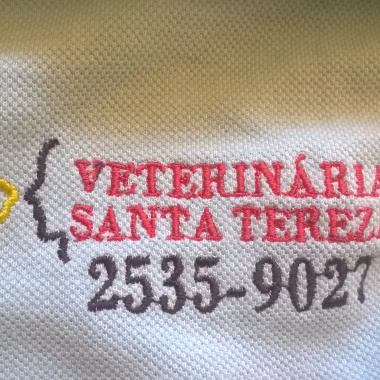 VETERINÁRIA
SANTA TEREZA
2535-9027